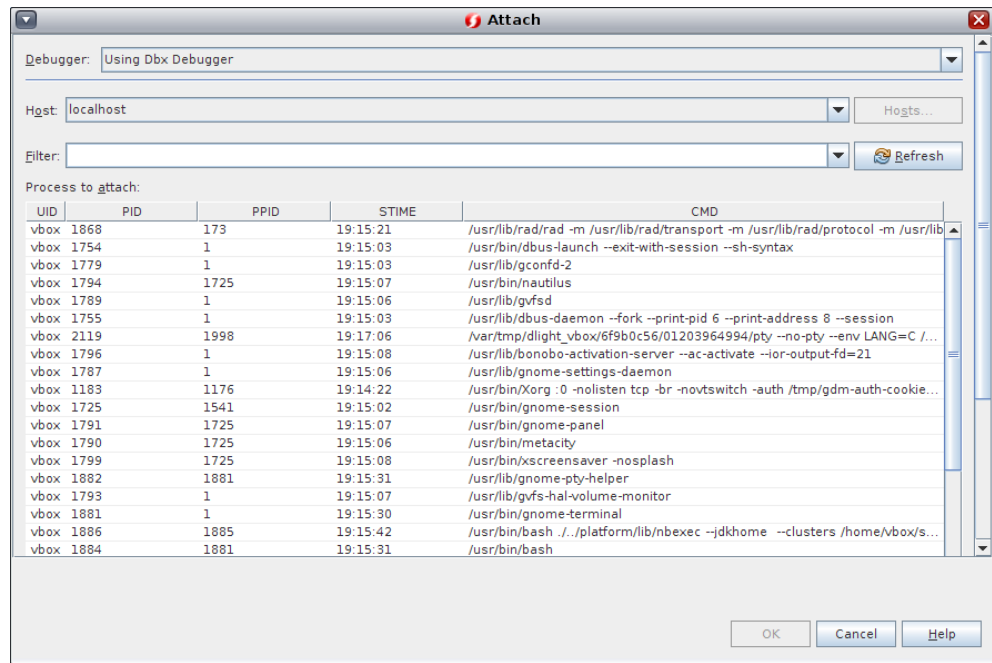 Attach
Debugger: Using Dbx Debugger
Host: localhost Hosts...
Filter: Refresh
Process to attach:
UID PID PPID STIME CMD
vbox 1868 173 19:15:21 /usr/lib/rad/rad -m /usr/lib/rad/transport -m /usr/lib/rad/protocol -m /usr/lib
vbox 1754 1 19:15:03 /usr/bin/dbus-launch --exit-with-session --sh-syntax
vbox 1779 1 19:15:03 /usr/lib/gconfd-2
vbox 1794 1725 19:15:07 /usr/bin/nautilus
vbox 1789 1 19:15:06 /usr/lib/gvfsd
vbox 1755 1 19:15:03 /usr/lib/dbus-daemon --fork --print-pid 6 --print-address 8 --session
vbox 2119 1998 19:17:06 /var/tmp/dlight_vbox/6f9b0c56/01203964994/pty --no-pty --env LANG=C /...
vbox 1796 1 19:15:08 /usr/lib/bonobo-activation-server --ac-activate --ior-output-fd=21
vbox 1787 1 19:15:06 /usr/lib/gnome-settings-daemon
vbox 1183 1176 19:14:22 /usr/bin/Xorg :0 -nolisten tcp -br -novtswitch -auth /tmp/gdm-auth-cookie...
vbox 1725 1541 19:15:02 /usr/bin/gnome-session
vbox 1791 1725 19:15:07 /usr/bin/gnome-panel
vbox 1790 1725 19:15:06 /usr/bin/metacity
vbox 1799 1725 19:15:08 /usr/bin/xscreensaver -nosplash
vbox 1882 1881 19:15:31 /usr/lib/gnome-pty-helper
vbox 1793 1 19:15:07 /usr/lib/gvfs-hal-volume-monitor
vbox 1881 1 19:15:30 /usr/bin/gnome-terminal
vbox 1886 1885 19:15:42 /usr/bin/bash ./../platform/lib/nbexec --jdkhome --clusters /home/vbox/s...
vbox 1884 1881 19:15:31 /usr/bin/bash
OK Cancel Help